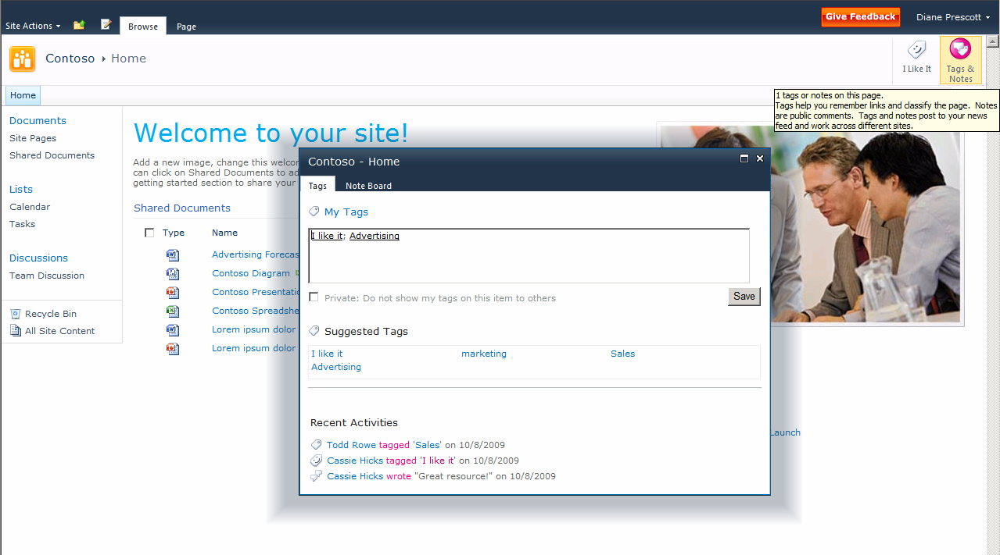 Site Actions
Browse
Page
Give Feedback
Diane Prescott
Contoso
Home
I Like It
Tags &
Notes
Home
1 tags or notes on this page.
Tags help you remember links and classify the page. Notes
are public comments. Tags and notes post to your news
feed and work across different sites.
Documents
Site Pages
Shared Documents
Lists
Calendar
Tasks
Discussions
Team Discussion
Recycle Bin
All Site Content
Welcome to your site!
Add a new image, change this welcom
can click on Shared Documents to ad
getting started section to share your
Shared Documents
Type Name
Advertising Forecas
Contoso Diagram
Contoso Presentatio
Contoso Spreadshe
Lorem ipsum dolor
Lorem ipsum dolor
Contoso - Home
Tags
Note Board
My Tags
I like it; Advertising
Private: Do not show my tags on this item to others
Save
Suggested Tags
I like it marketing Sales
Advertising
Recent Activities
Todd Rowe tagged 'Sales' on 10/8/2009
Cassie Hicks tagged 'I like it' on 10/8/2009
Cassie Hicks wrote "Great resource!" on 10/8/2009
Launch